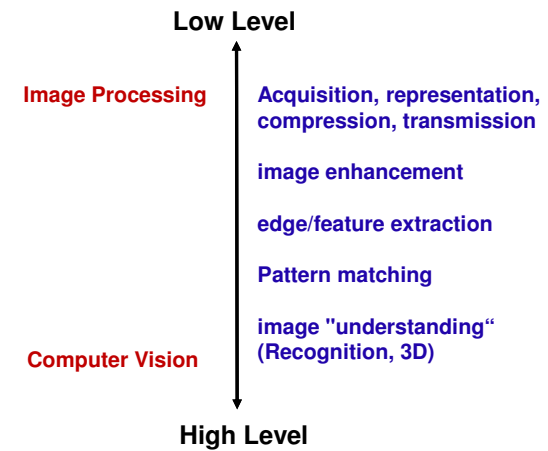 Low Level
Image Processing
Acquisition, representation,
compression, transmission
image enhancement
edge/feature extraction
Pattern matching
image "understanding“
(Recognition, 3D)
Computer Vision
High Level